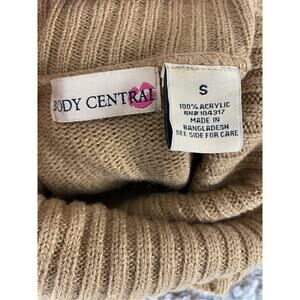 BODY CENTRAL
S
100% ACRYLIC
RN# 104317
MADE IN
BANGLADESH
SEE SIDE FOR CARE